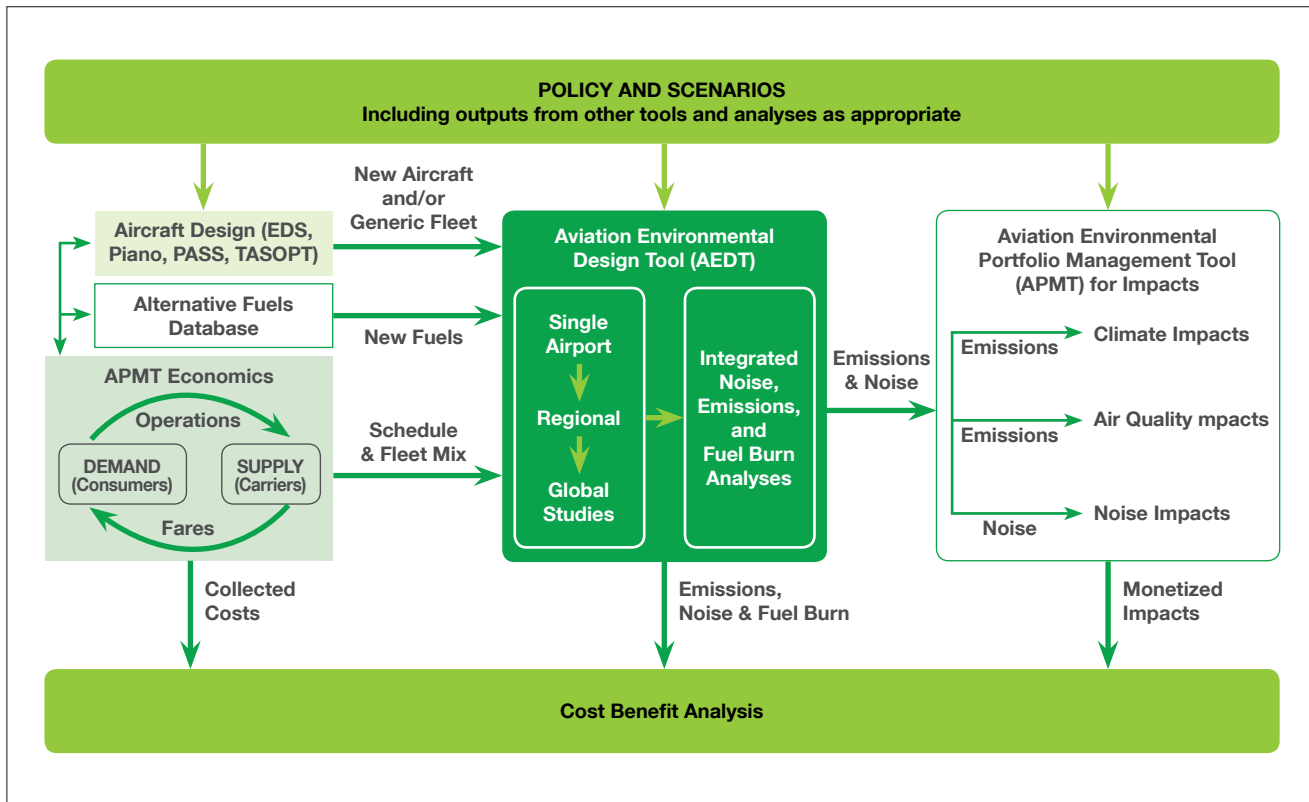 POLICY AND SCENARIOS
Including outputs from other tools and analyses as appropriate
New Aircraft
and/or
Generic Fleet
Aircraft Design (EDS,
Piano, PASS, TASOPT)
Alternative Fuels
Database
New Fuels
APMT Economics
Operations
DEMAND
(Consumers)
SUPPLY
(Carriers)
Fares
Schedule
& Fleet Mix
Collected
Costs
Aviation Environmental
Design Tool (AEDT)
Single
Airport
Regional
Global
Studies
Integrated
Noise,
Emissions,
and
Fuel Burn
Analyses
Emissions
& Noise
Emissions,
Noise & Fuel Burn
Aviation Environmental
Portfolio Management Tool
(APMT) for Impacts
Emissions
Climate Impacts
Emissions
Air Quality mpacts
Noise
Noise Impacts
Monetized
Impacts
Cost Benefit Analysis